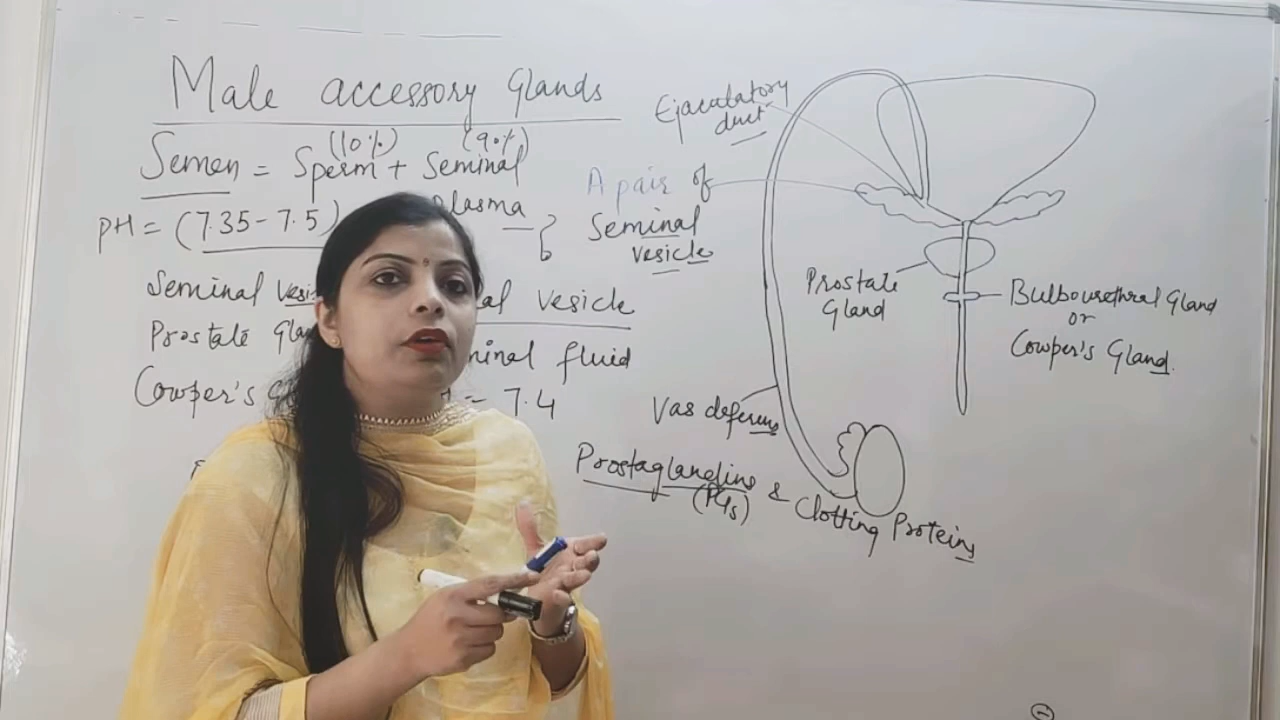 Male accessory Glands
(10%) (90%)
Semen = Sperm + Seminal
plasma
PH = (7.35-7.5)
A pair of
Seminal
vesicle
Seminal vesicle
Prostate
Cowper's
fluid
7.4
Prostaglandins & Clotting Proteins
(PGs)
Ejaculatory
duct
Prostate
Gland
Bulbourethral Gland
or
Cowper's Gland
Vas deferens